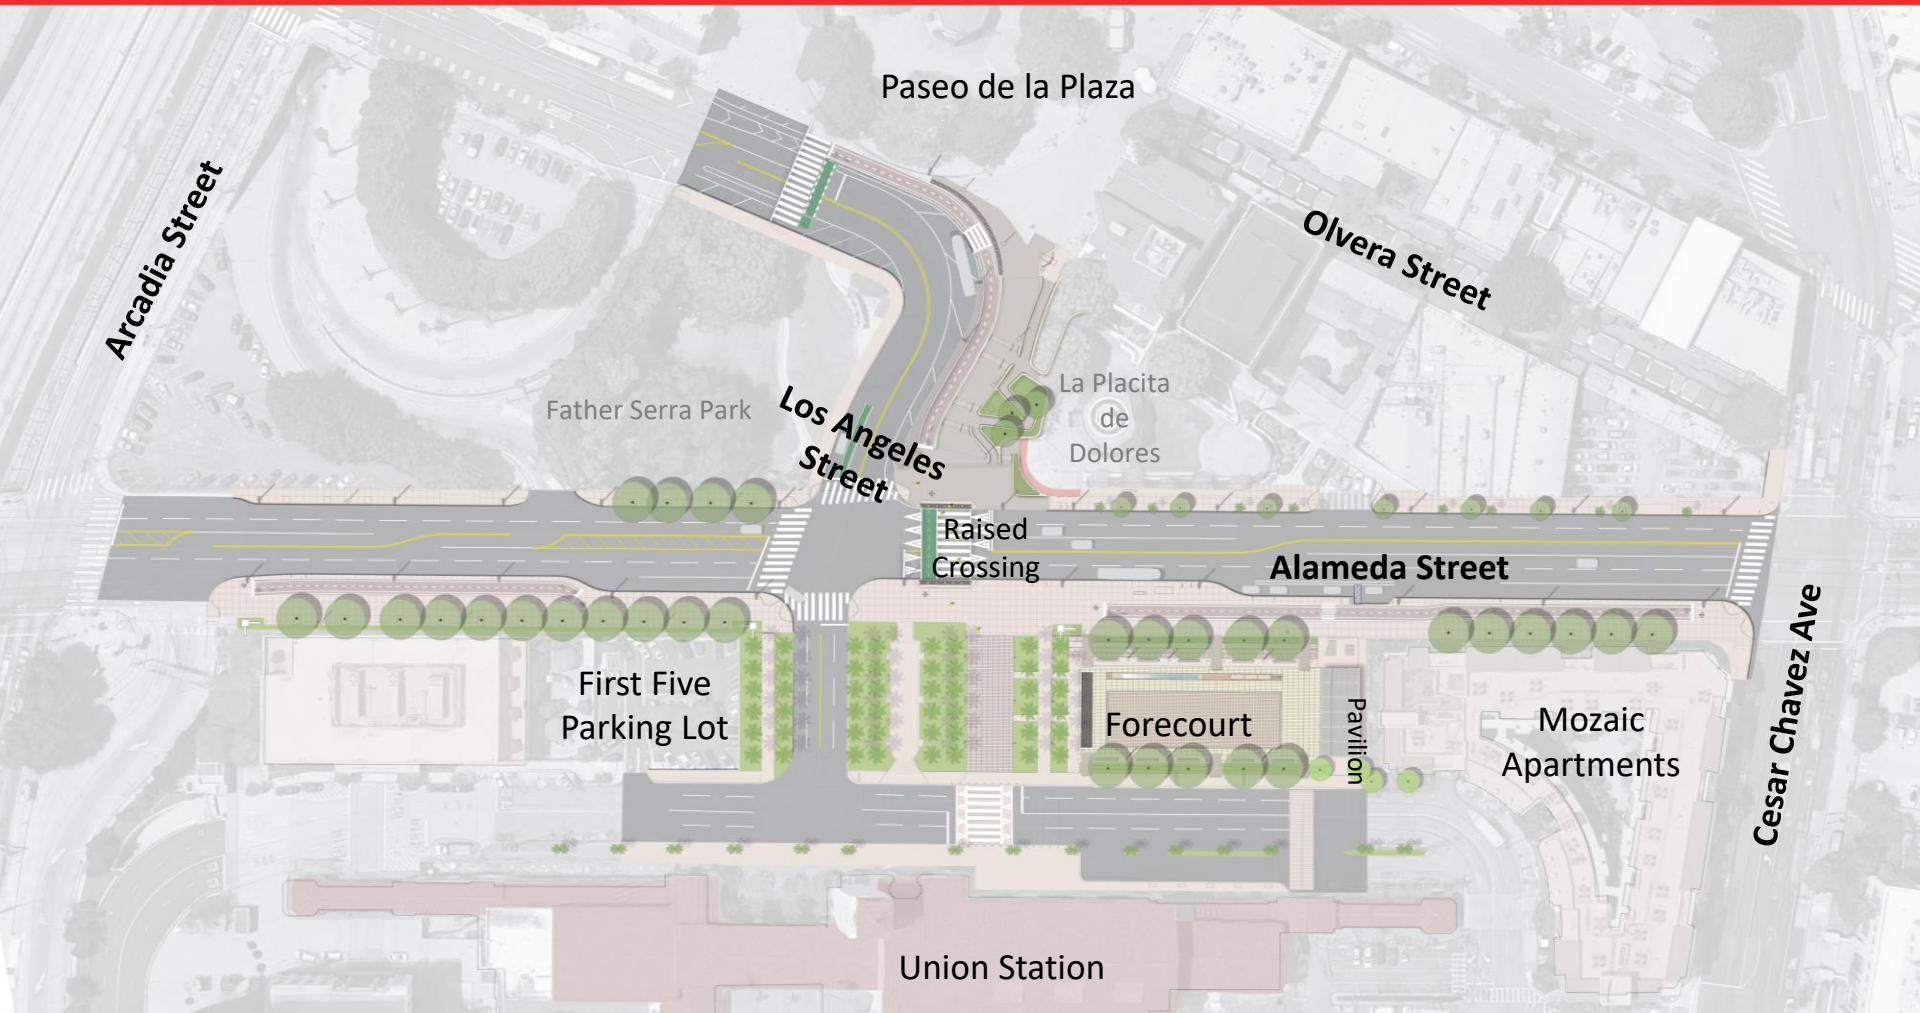 Paseo de la Plaza
Arcadia Street
Olvera Street
Father Serra Park
Los Angeles
Street
La Placita
de
Dolores
Raised
Crossing
Alameda Street
Cesar Chavez Ave
First Five
Parking Lot
Forecourt
Pavilion
Mozaic
Apartments
Union Station